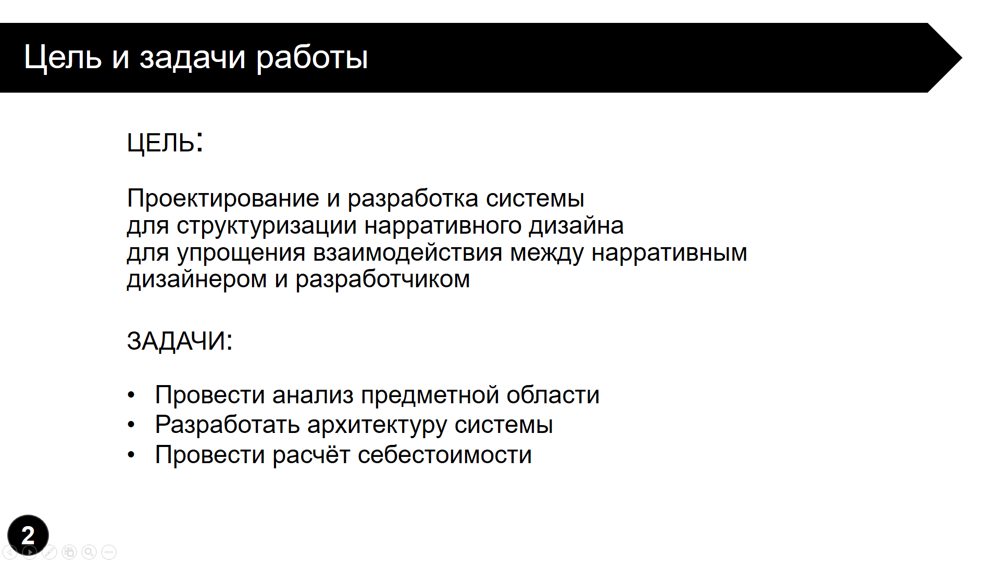 Цель и задачи работы
ЦЕЛЬ:
Проектирование и разработка системы
для структуризации нарративного дизайна
для упрощения взаимодействия между нарративным
дизайнером и разработчиком
ЗАДАЧИ:
• Провести анализ предметной области
• Разработать архитектуру системы
• Провести расчёт себестоимости
2